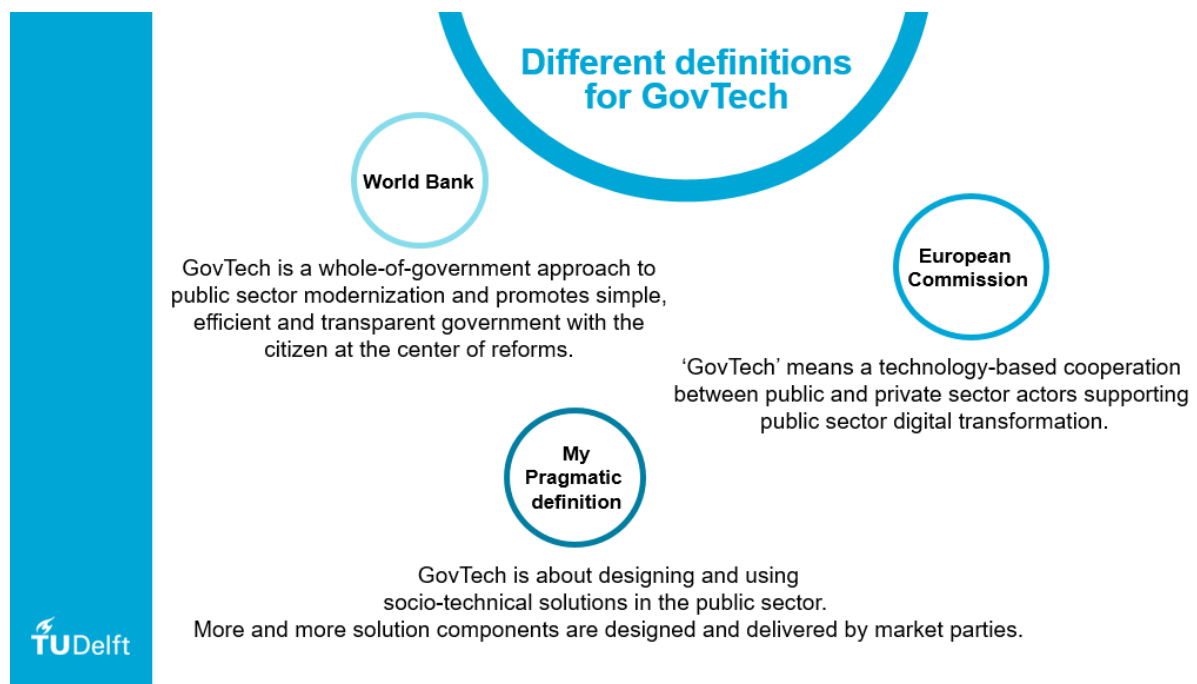 Different definitions
for GovTech
World Bank
GovTech is a whole-of-government approach to
public sector modernization and promotes simple,
efficient and transparent government with the
citizen at the center of reforms.
European
Commission
‘GovTech’ means a technology-based cooperation
between public and private sector actors supporting
public sector digital transformation.
My
Pragmatic
definition
GovTech is about designing and using
socio-technical solutions in the public sector.
More and more solution components are designed and delivered by market parties.
TUDelft